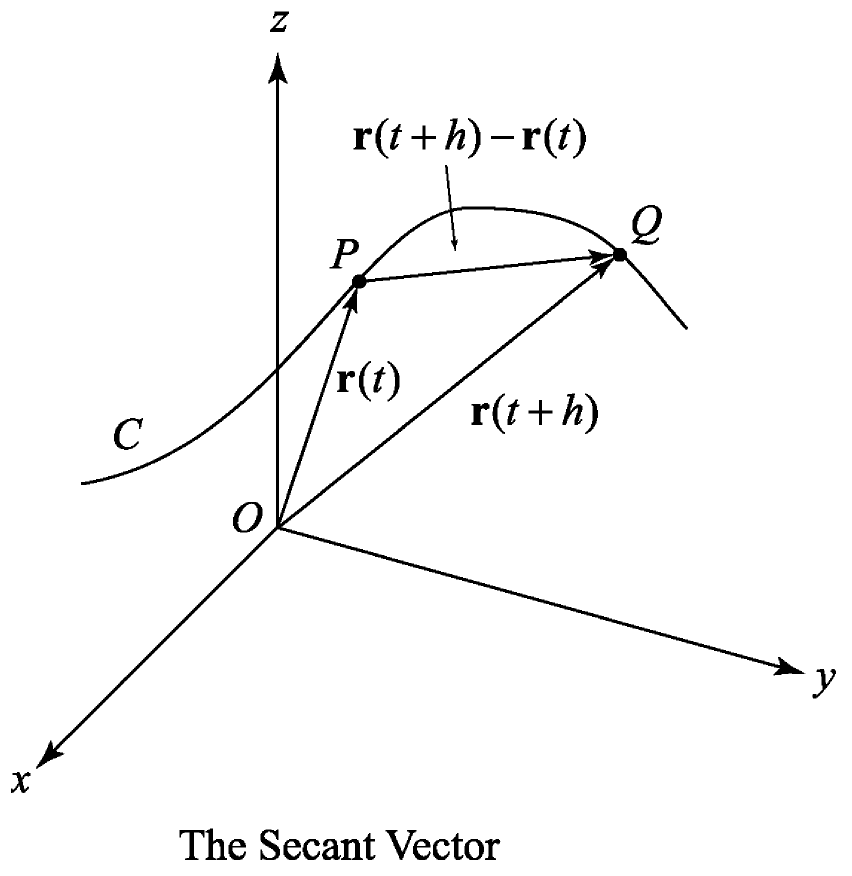 z
r(t + h) – r(t)
Q
P
r(t)
r(t + h)
C
O
y
x
The Secant Vector